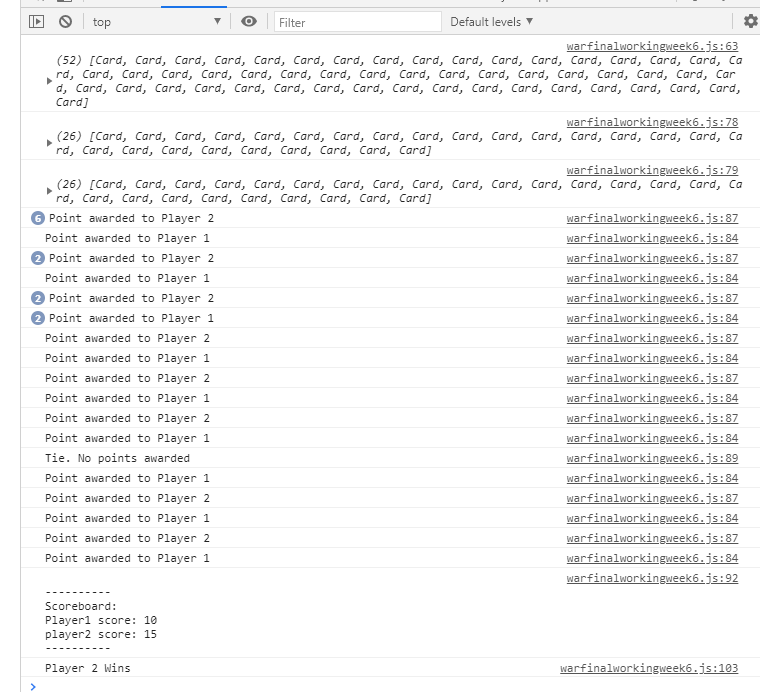 top
Filter
Default levels
warfinalworkingweek6.js:63
(52) [Card, Card, Card, Card, Card, Card, Card, Card, Card, Card, Card, Card, Card, Card, Card, Card, Ca
rd, Card, Card, Card, Card, Card, Card, Card, Card, Card, Card, Card, Card, Card, Card, Card, Card, Car
d, Card, Card, Card, Card, Card, Card, Card, Card, Card, Card, Card, Card, Card, Card, Card, Card, Card,
Card]
warfinalworkingweek6.js:78
(26) [Card, Card, Card, Card, Card, Card, Card, Card, Card, Card, Card, Card, Card, Card, Card, Card, Ca
rd, Card, Card, Card, Card, Card, Card, Card, Card, Card]
warfinalworkingweek6.js:79
(26) [Card, Card, Card, Card, Card, Card, Card, Card, Card, Card, Card, Card, Card, Card, Card, Card, Ca
rd, Card, Card, Card, Card, Card, Card, Card, Card, Card]
6 Point awarded to Player 2 warfinalworkingweek6.js:87
Point awarded to Player 1 warfinalworkingweek6.js:84
2 Point awarded to Player 2 warfinalworkingweek6.js:87
Point awarded to Player 1 warfinalworkingweek6.js:84
2 Point awarded to Player 2 warfinalworkingweek6.js:87
2 Point awarded to Player 1 warfinalworkingweek6.js:84
Point awarded to Player 2 warfinalworkingweek6.js:87
Point awarded to Player 1 warfinalworkingweek6.js:84
Point awarded to Player 2 warfinalworkingweek6.js:87
Point awarded to Player 1 warfinalworkingweek6.js:84
Point awarded to Player 2 warfinalworkingweek6.js:87
Point awarded to Player 1 warfinalworkingweek6.js:84
Tie. No points awarded warfinalworkingweek6.js:89
Point awarded to Player 1 warfinalworkingweek6.js:84
Point awarded to Player 2 warfinalworkingweek6.js:87
Point awarded to Player 1 warfinalworkingweek6.js:84
Point awarded to Player 2 warfinalworkingweek6.js:87
Point awarded to Player 1 warfinalworkingweek6.js:84
warfinalworkingweek6.js:92
----------
Scoreboard:
Player1 score: 10
player2 score: 15
----------
Player 2 Wins warfinalworkingweek6.js:103